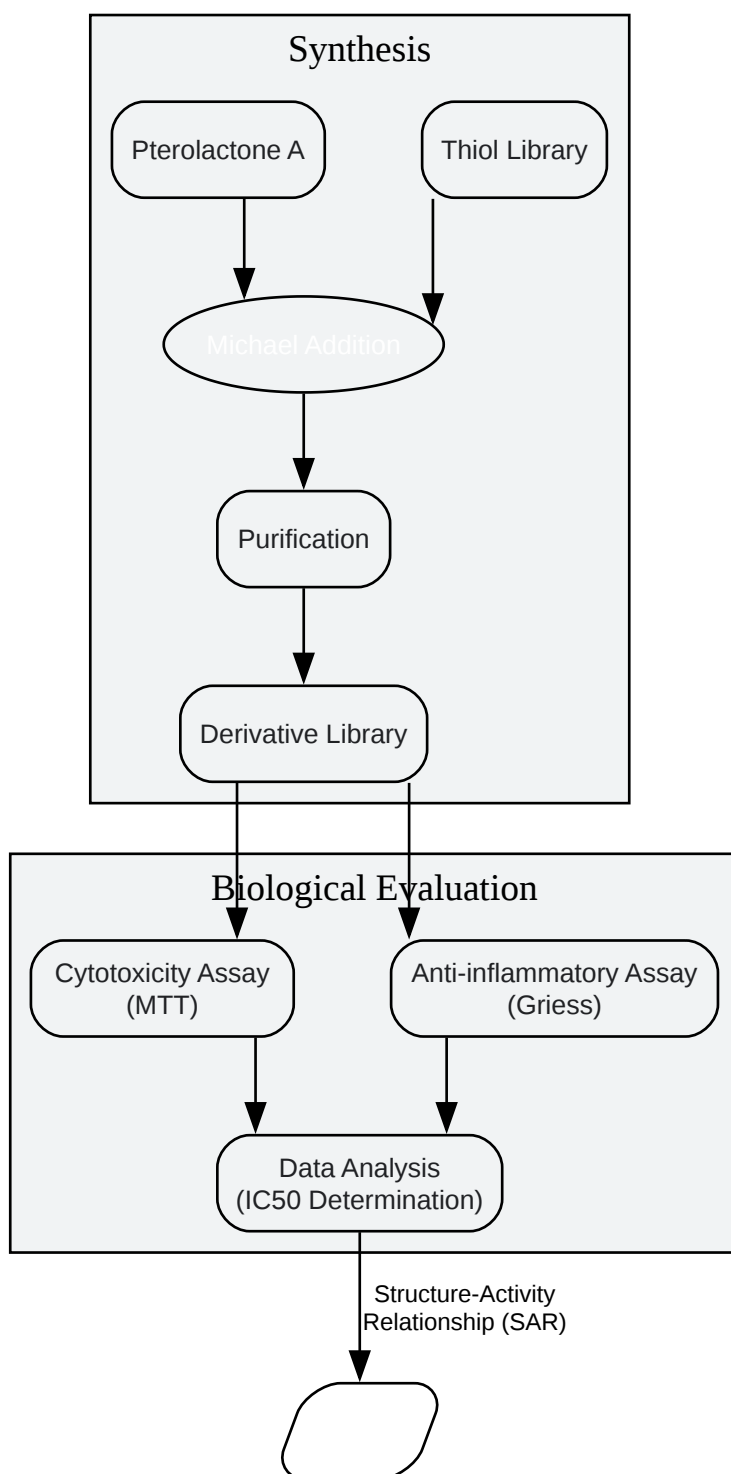 Synthesis
Pterolactone A
Thiol Library
Michael Addition
Purification
Derivative Library
Biological Evaluation
Cytotoxicity Assay
(MTT)
Anti-inflammatory Assay
(Griess)
Data Analysis
(IC50 Determination)
Structure-Activity
Relationship (SAR)